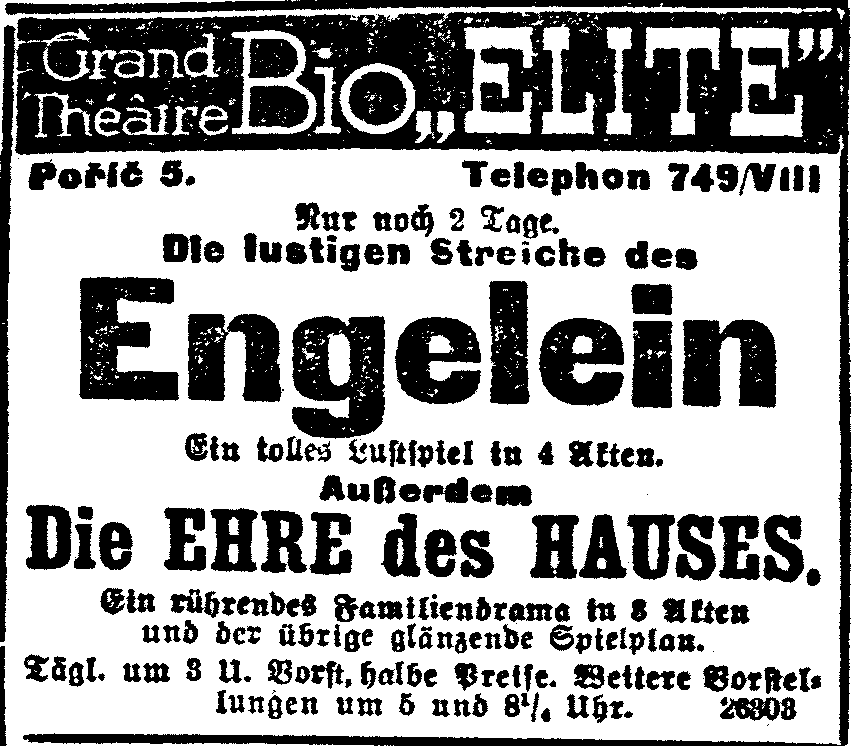 Grand Théâtre Bio „ELITE”
Pořič 5. Telephon 749/VIII
Nur noch 2 Tage.
Die lustigen Streiche des
Engelein
Ein tolles Lustspiel in 4 Akten.
Außerdem
Die EHRE des HAUSES.
Ein rührendes Familiendrama in 3 Akten
und der übrige glänzende Spielplan.
Tägl. um 3 U. Vorst. halbe Preise. Weitere Vorstel-
lungen um 5 und 8¼ Uhr. 26303